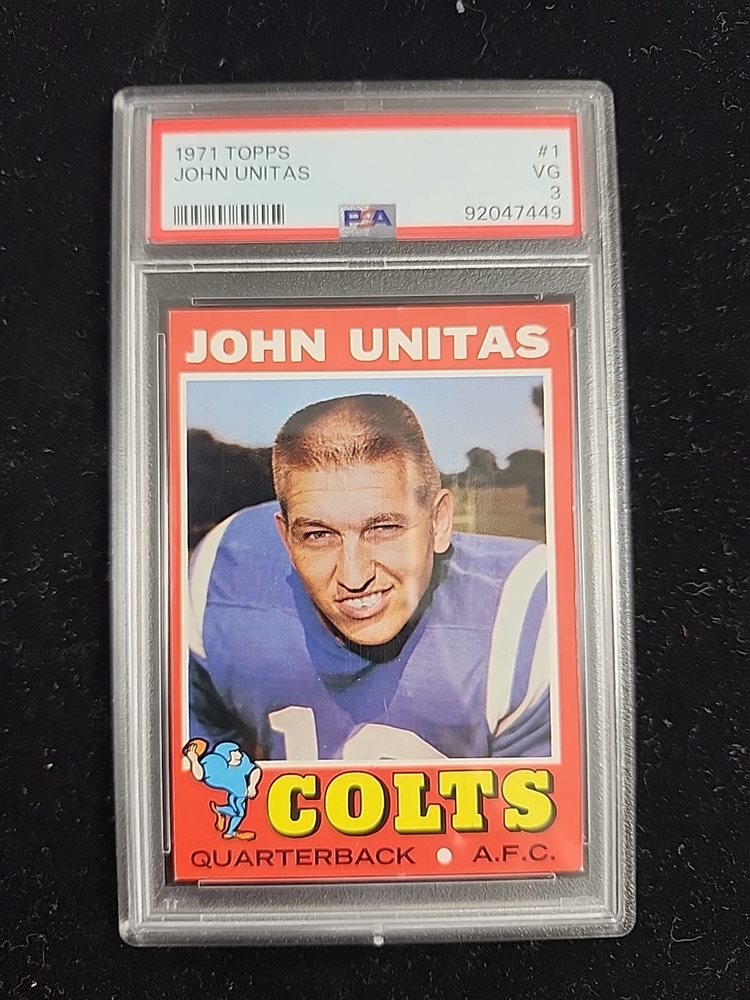 1971 TOPPS #1
JOHN UNITAS VG
3
PSA 92047449
JOHN UNITAS
COLTS
QUARTERBACK • A.F.C.